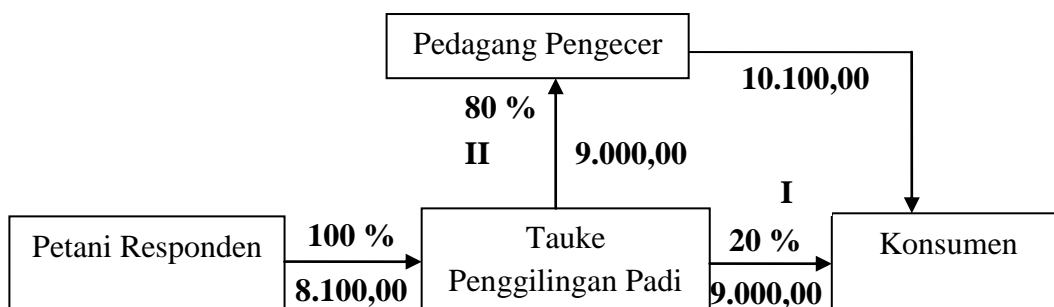 Pedagang Pengecer
10.100,00
80 %
II
9.000,00
I
Petani Responden
100 %
8.100,00
Tauke
Penggilingan Padi
20 %
9.000,00
Konsumen